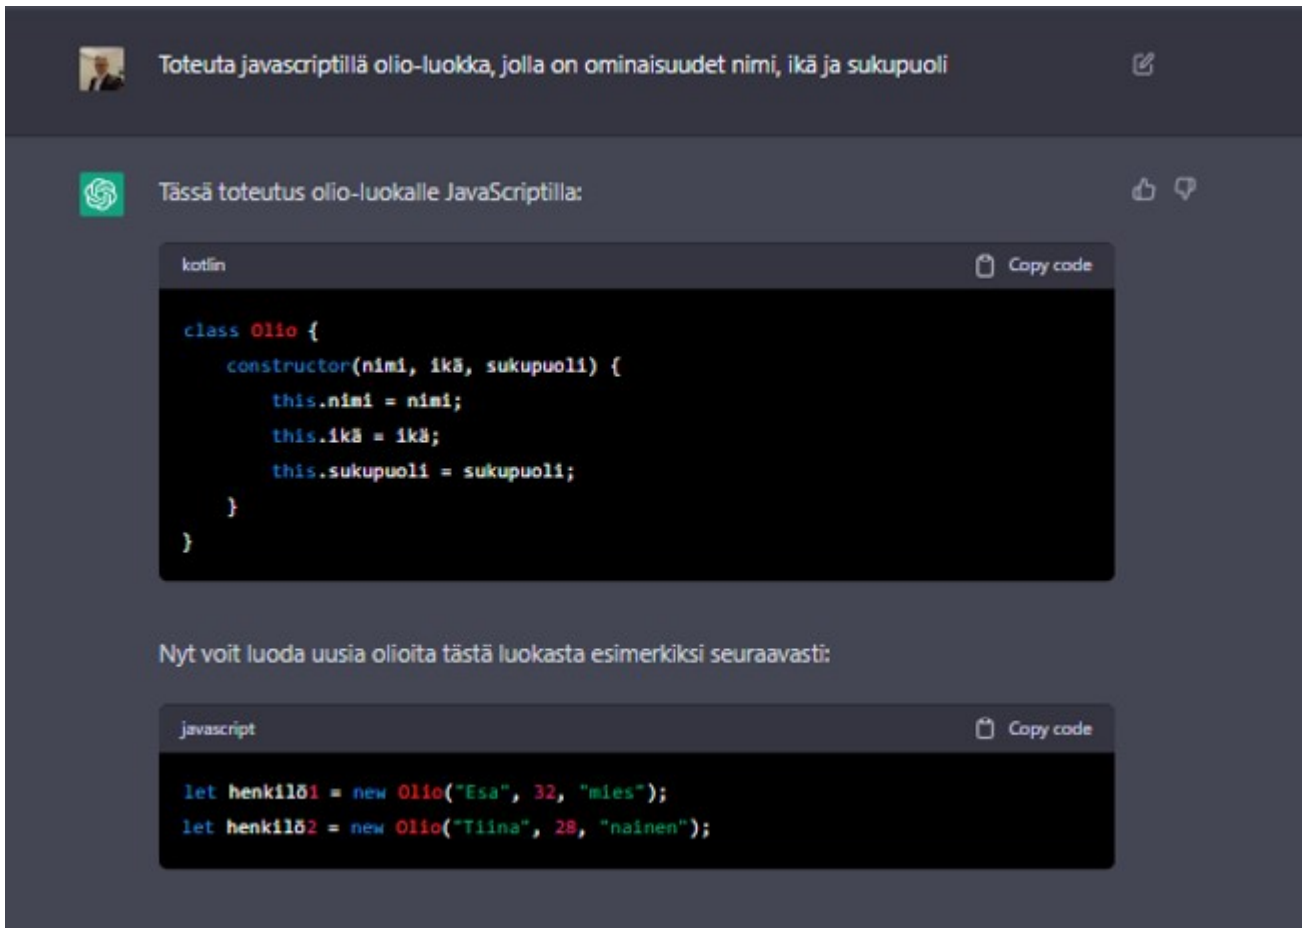 Toteuta javascriptillä olio-luokka, jolla on ominaisuudet nimi, ikä ja sukupuoli
Tässä toteutus olio-luokalle JavaScriptilla:
kotlin Copy code
class Olio {
    constructor(nimi, ikä, sukupuoli) {
        this.nimi = nimi;
        this.ikä = ikä;
        this.sukupuoli = sukupuoli;
    }
}
Nyt voit luoda uusia olioita tästä luokasta esimerkiksi seuraavasti:
javascript Copy code
let henkilö1 = new Olio("Esa", 32, "mies");
let henkilö2 = new Olio("Tiina", 28, "nainen");